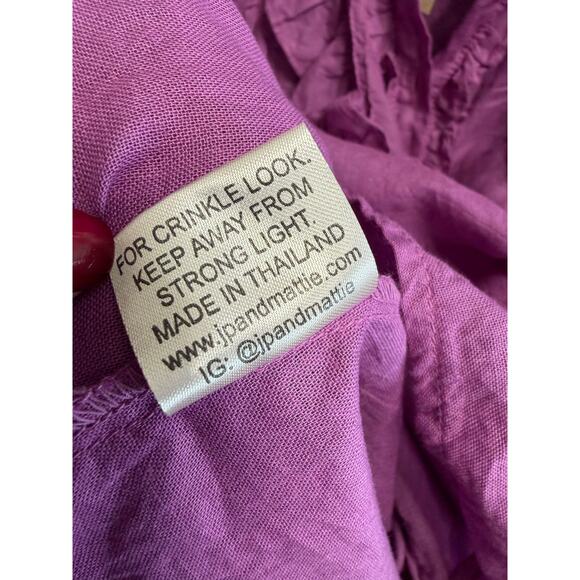 FOR CRINKLE LOOK.
KEEP AWAY FROM
STRONG LIGHT.
MADE IN THAILAND
www.jpandmattie.com
IG: @jpandmattie